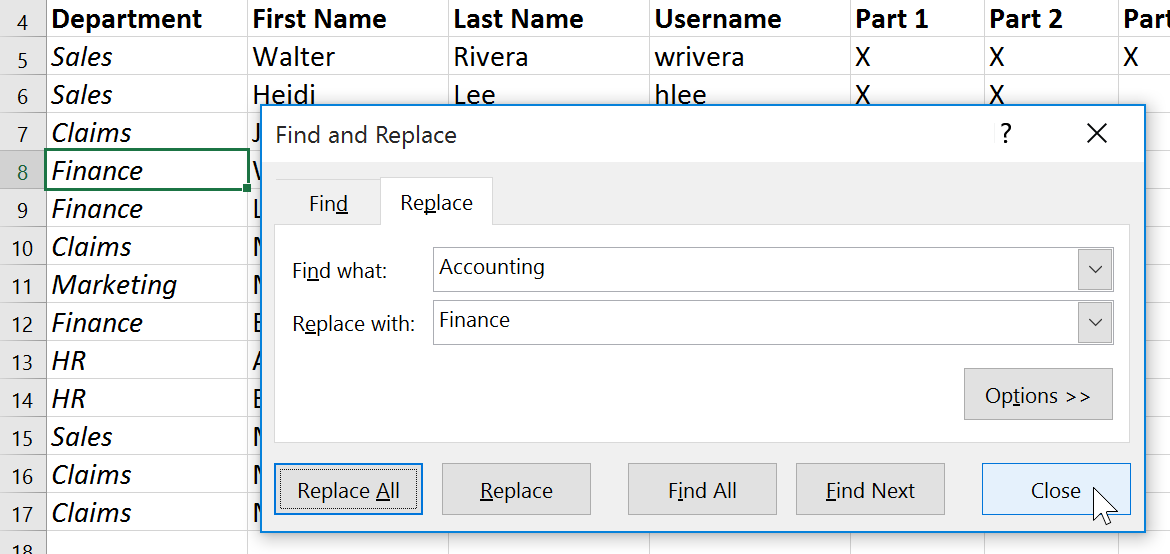 4 Department First Name Last Name Username Part 1 Part 2 Part
5 Sales Walter Rivera wrivera X X X
6 Sales Heidi Lee hlee X X
7 Claims J
Find and Replace ? X
8 Finance
Find Replace
9 Finance
10 Claims
Find what: Accounting
11 Marketing
Replace with: Finance
12 Finance
13 HR
Options >>
14 HR
15 Sales
16 Claims
Replace All Replace Find All Find Next Close
17 Claims
18